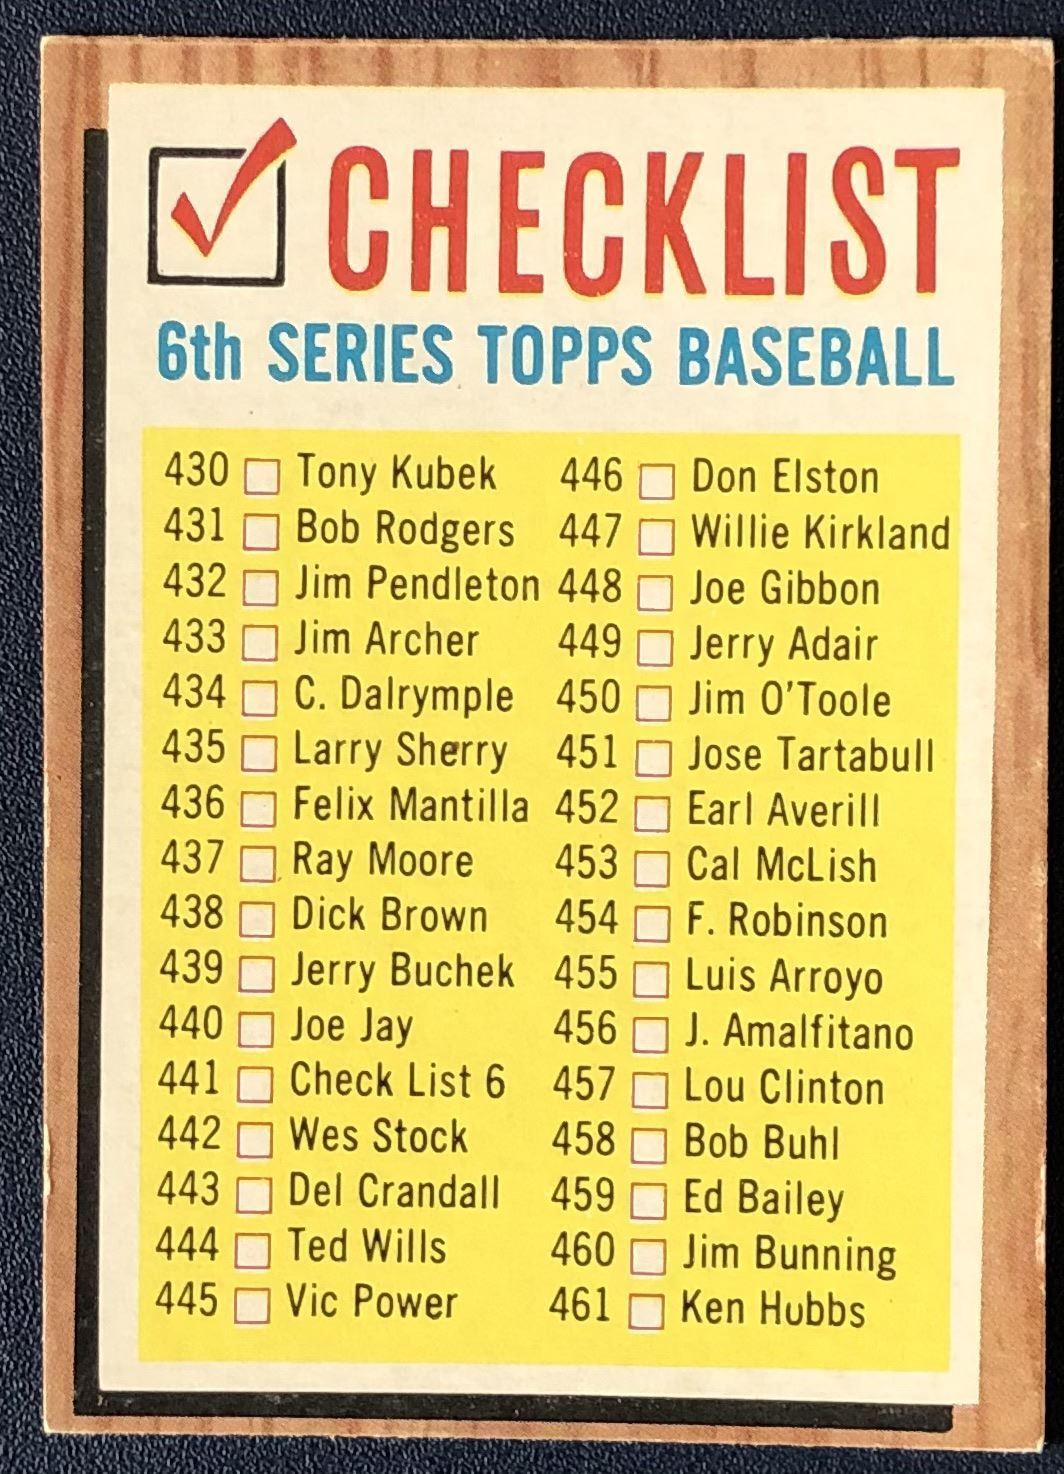 CHECKLIST
6th SERIES TOPPS BASEBALL
430 Tony Kubek
431 Bob Rodgers
432 Jim Pendleton
433 Jim Archer
434 C. Dalrymple
435 Larry Sherry
436 Felix Mantilla
437 Ray Moore
438 Dick Brown
439 Jerry Buchek
440 Joe Jay
441 Check List 6
442 Wes Stock
443 Del Crandall
444 Ted Wills
445 Vic Power
446 Don Elston
447 Willie Kirkland
448 Joe Gibbon
449 Jerry Adair
450 Jim O'Toole
451 Jose Tartabull
452 Earl Averill
453 Cal McLish
454 F. Robinson
455 Luis Arroyo
456 J. Amalfitano
457 Lou Clinton
458 Bob Buhl
459 Ed Bailey
460 Jim Bunning
461 Ken Hubbs